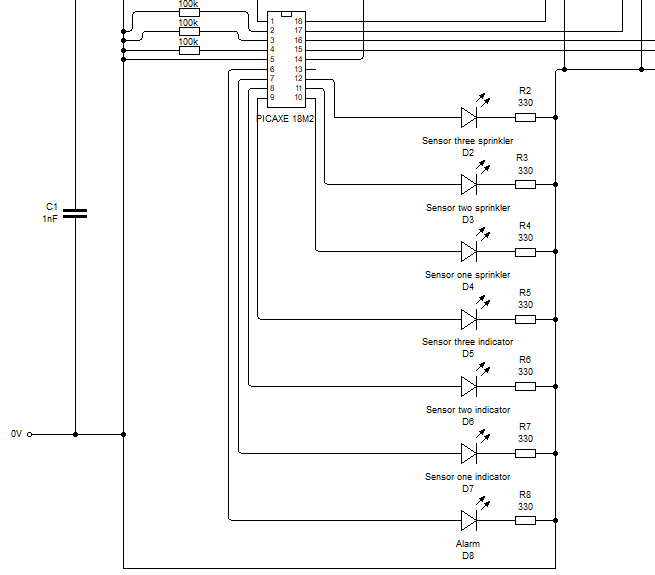 100k
100k
100k
1 18
2 17
3 16
4 15
5 14
6 13
7 12
8 11
9 10
PICAXE 18M2
R2
330
Sensor three sprinkler
D2
R3
330
Sensor two sprinkler
D3
C1
1nF
R4
330
Sensor one sprinkler
D4
R5
330
Sensor three indicator
D5
R6
330
Sensor two indicator
D6
0V
R7
330
Sensor one indicator
D7
R8
330
Alarm
D8